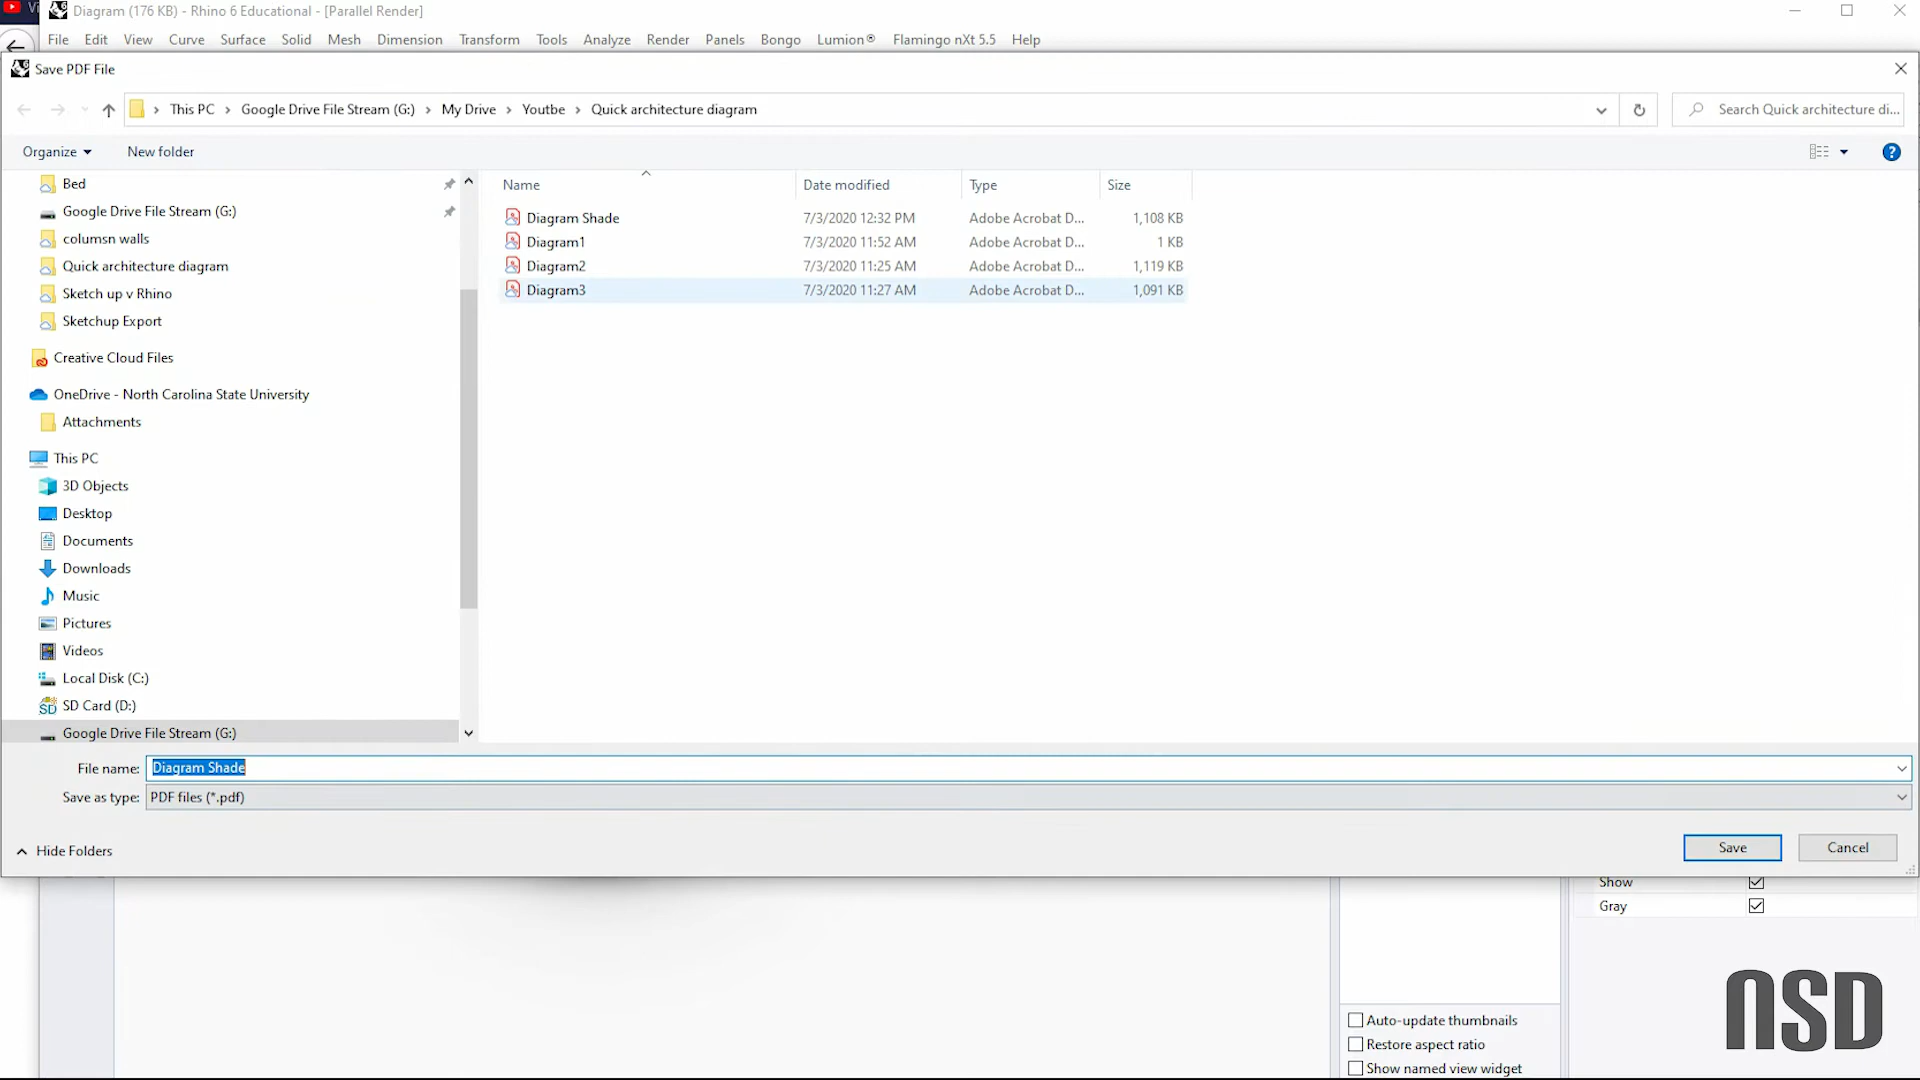 Vi
Diagram (176 KB) - Rhino 6 Educational - [Parallel Render]
File Edit View Curve Surface Solid Mesh Dimension Transform Tools Analyze Render Panels Bongo Lumion® Flamingo nXt 5.5 Help
Save PDF File
This PC › Google Drive File Stream (G:) › My Drive › Youtbe › Quick architecture diagram
Search Quick architecture di...
Organize New folder
Bed
Google Drive File Stream (G:)
columsn walls
Quick architecture diagram
Sketch up v Rhino
Sketchup Export
Creative Cloud Files
OneDrive - North Carolina State University
Attachments
This PC
3D Objects
Desktop
Documents
Downloads
Music
Pictures
Videos
Local Disk (C:)
SD Card (D:)
Google Drive File Stream (G:)
Name Date modified Type Size
Diagram Shade 7/3/2020 12:32 PM Adobe Acrobat D... 1,108 KB
Diagram1 7/3/2020 11:52 AM Adobe Acrobat D... 1 KB
Diagram2 7/3/2020 11:25 AM Adobe Acrobat D... 1,119 KB
Diagram3 7/3/2020 11:27 AM Adobe Acrobat D... 1,091 KB
File name: Diagram Shade
Save as type: PDF files (*.pdf)
Hide Folders
Save Cancel
Show
Gray
Auto-update thumbnails
Restore aspect ratio
Show named view widget
NSD